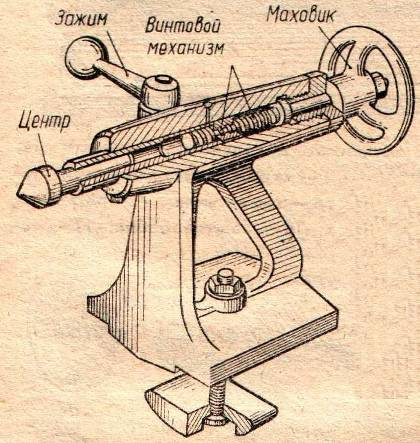 Зажим
Винтовой
механизм
Маховик
Центр